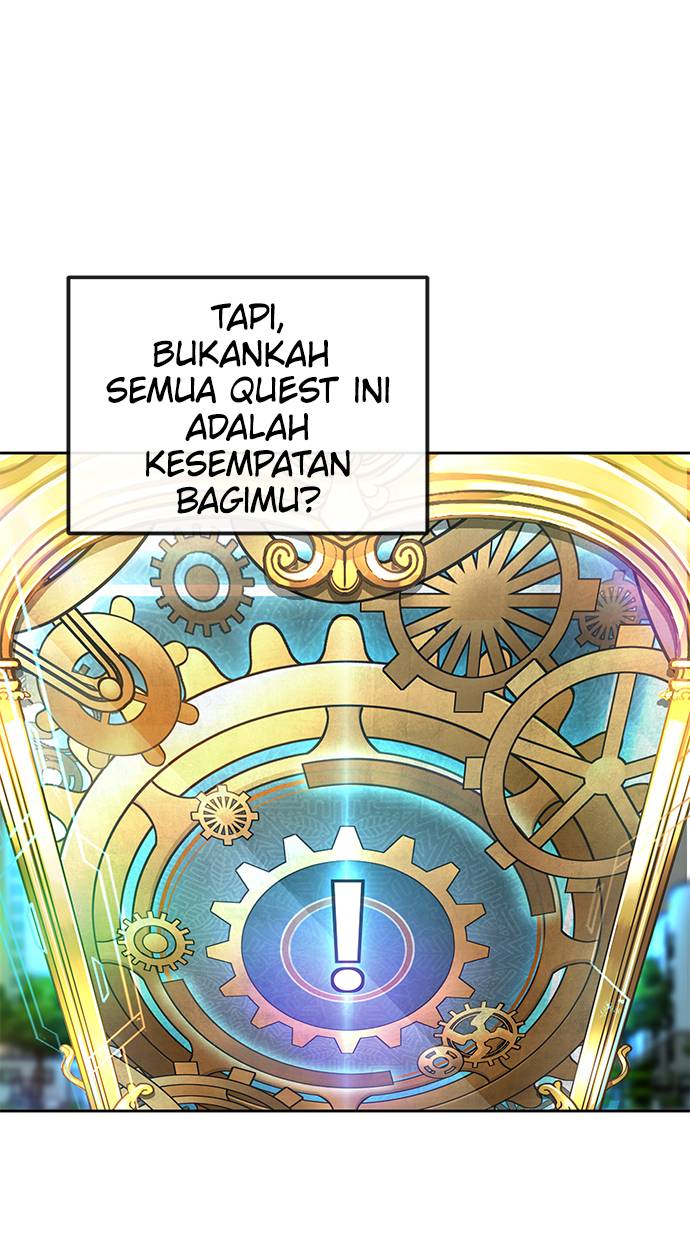 TAPI,
BUKANKAH
SEMUA QUEST INI
ADALAH
KESEMPATAN
BAGIMU?
!